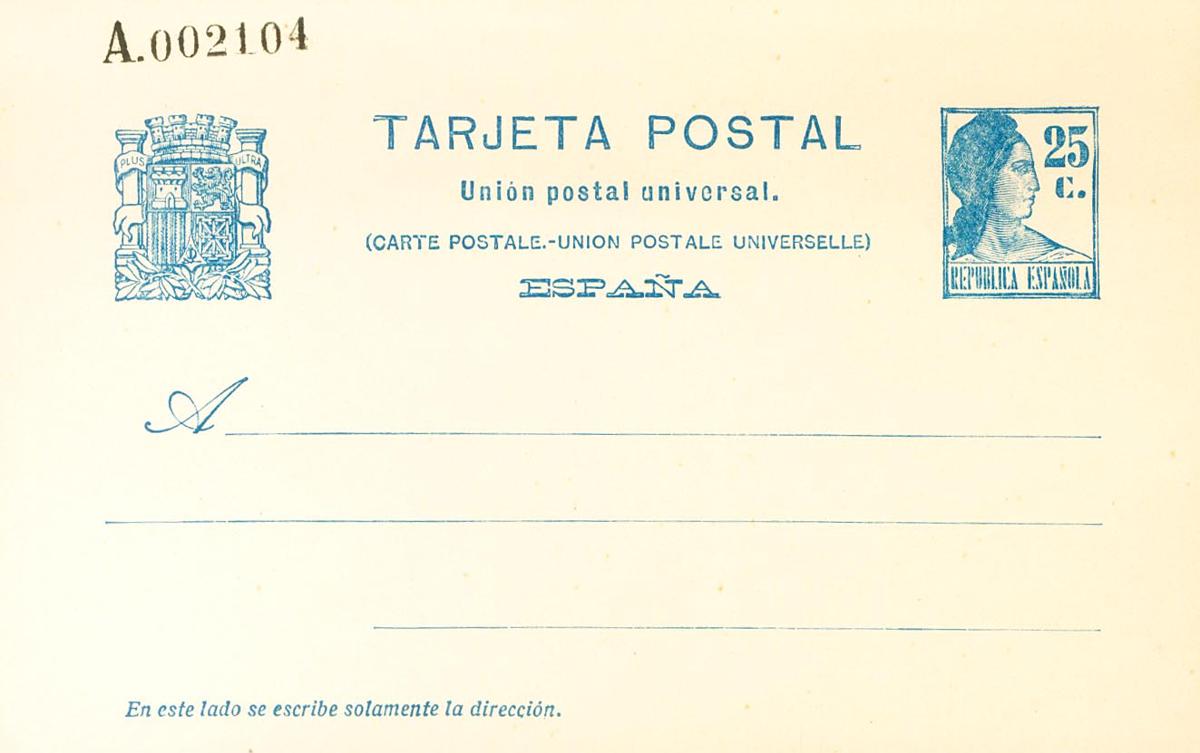 A.002104
PLUS ULTRA
TARJETA POSTAL
Unión postal universal.
(CARTE POSTALE.-UNION POSTALE UNIVERSELLE)
ESPAÑA
25
C.
REPUBLICA ESPAÑOLA
A
En este lado se escribe solamente la dirección.